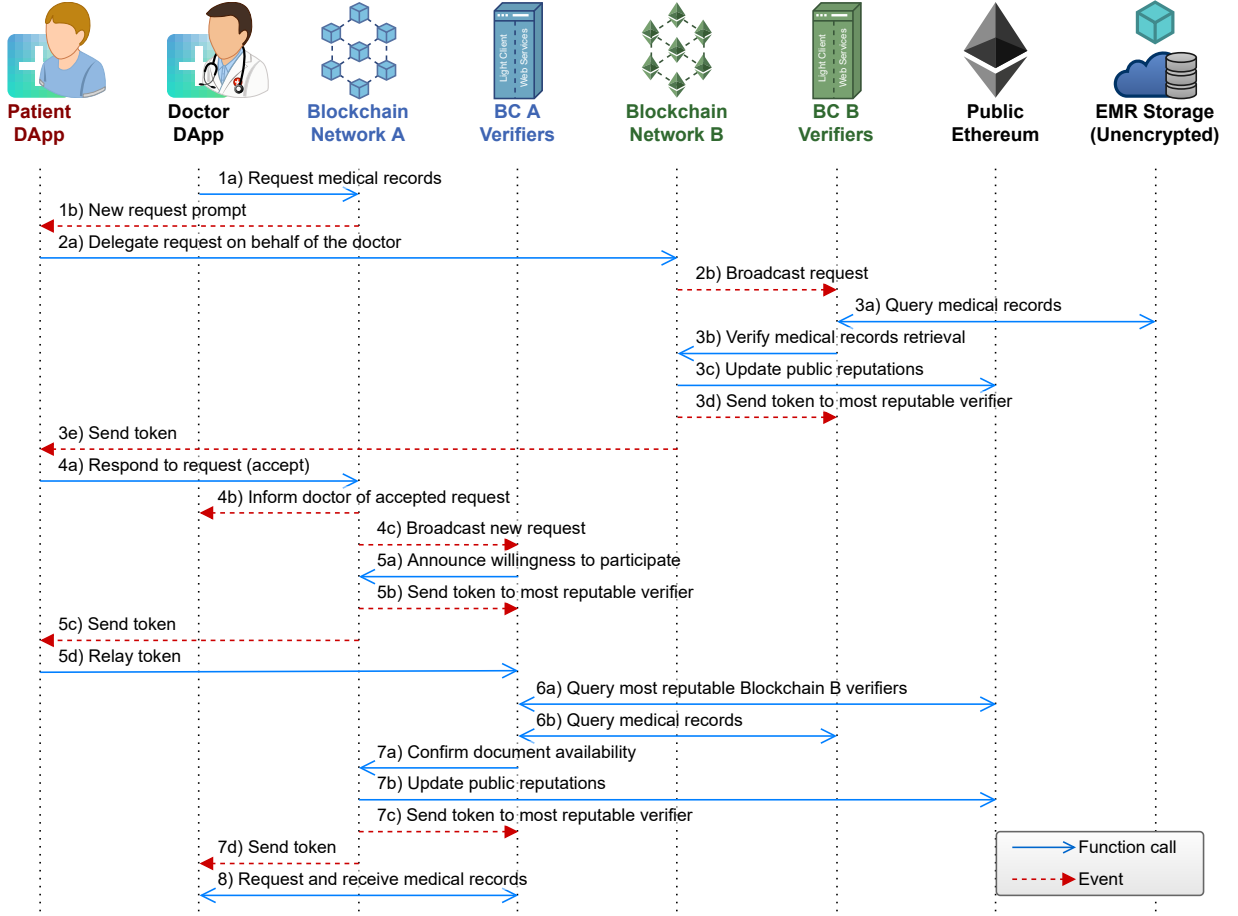 Light Client
Web Services
Light Client
Web Services
Patient
DApp
Doctor
DApp
Blockchain
Network A
BC A
Verifiers
Blockchain
Network B
BC B
Verifiers
Public
Ethereum
EMR Storage
(Unencrypted)
1a) Request medical records
1b) New request prompt
2a) Delegate request on behalf of the doctor
2b) Broadcast request
3a) Query medical records
3b) Verify medical records retrieval
3c) Update public reputations
3d) Send token to most reputable verifier
3e) Send token
4a) Respond to request (accept)
4b) Inform doctor of accepted request
4c) Broadcast new request
5a) Announce willingness to participate
5b) Send token to most reputable verifier
5c) Send token
5d) Relay token
6a) Query most reputable Blockchain B verifiers
6b) Query medical records
7a) Confirm document availability
7b) Update public reputations
7c) Send token to most reputable verifier
7d) Send token
8) Request and receive medical records
Function call
Event